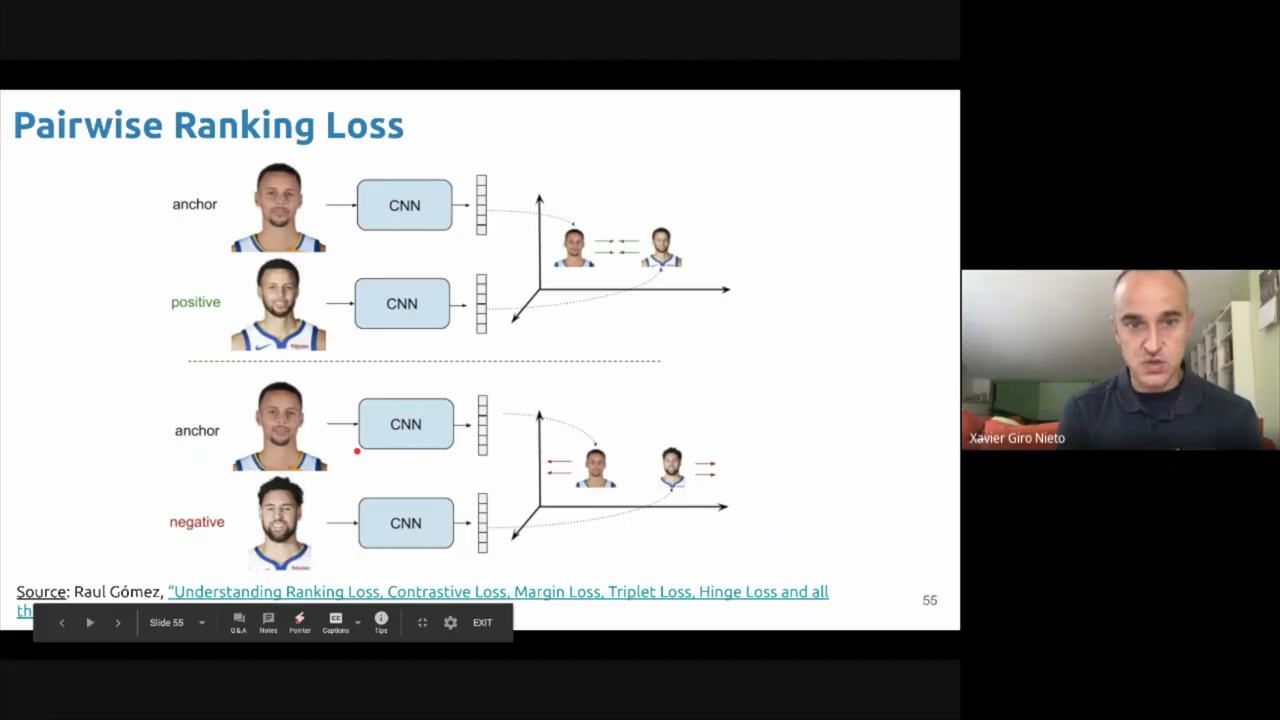 Pairwise Ranking Loss
anchor
CNN
positive
CNN
anchor
CNN
negative
CNN
Source: Raul Gómez, “Understanding Ranking Loss, Contrastive Loss, Margin Loss, Triplet Loss, Hinge Loss and all
th
55
Slide 55
Q&A
Notes
Pointer
Captions
CC
Tips
EXIT
Xavier Giro Nieto